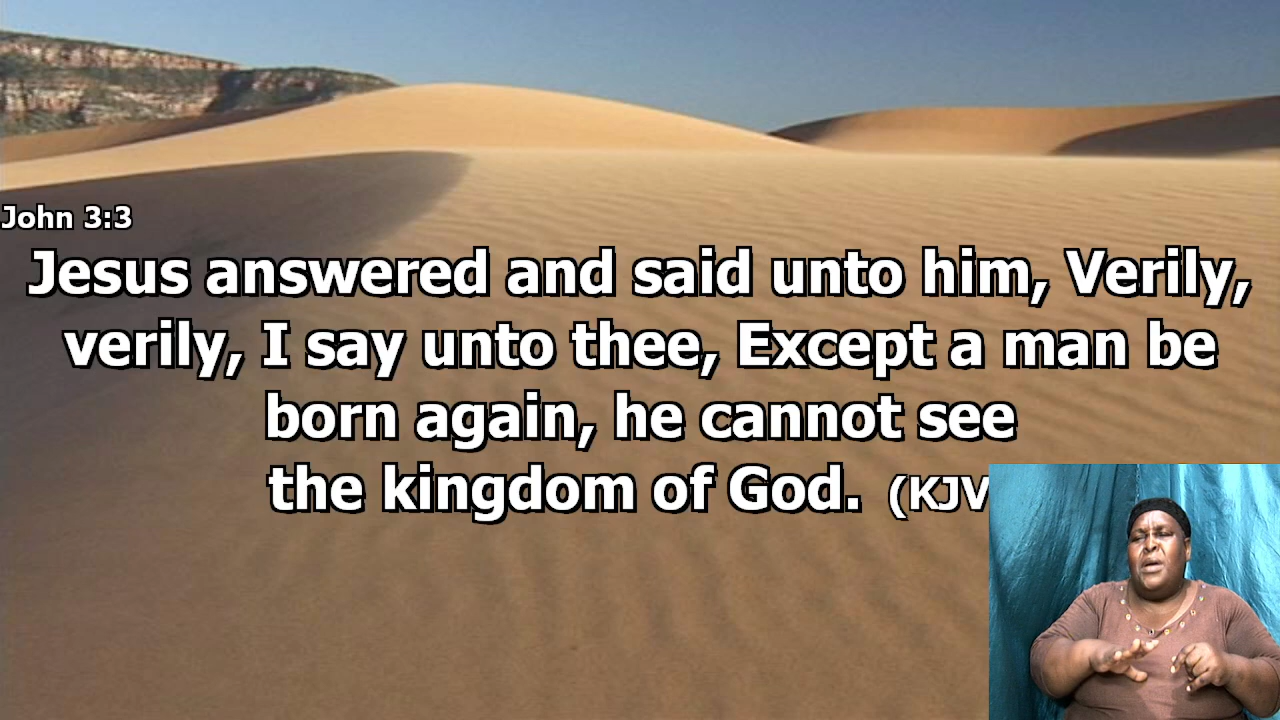 John 3:3
Jesus answered and said unto him, Verily,
verily, I say unto thee, Except a man be
born again, he cannot see
the kingdom of God. (KJV